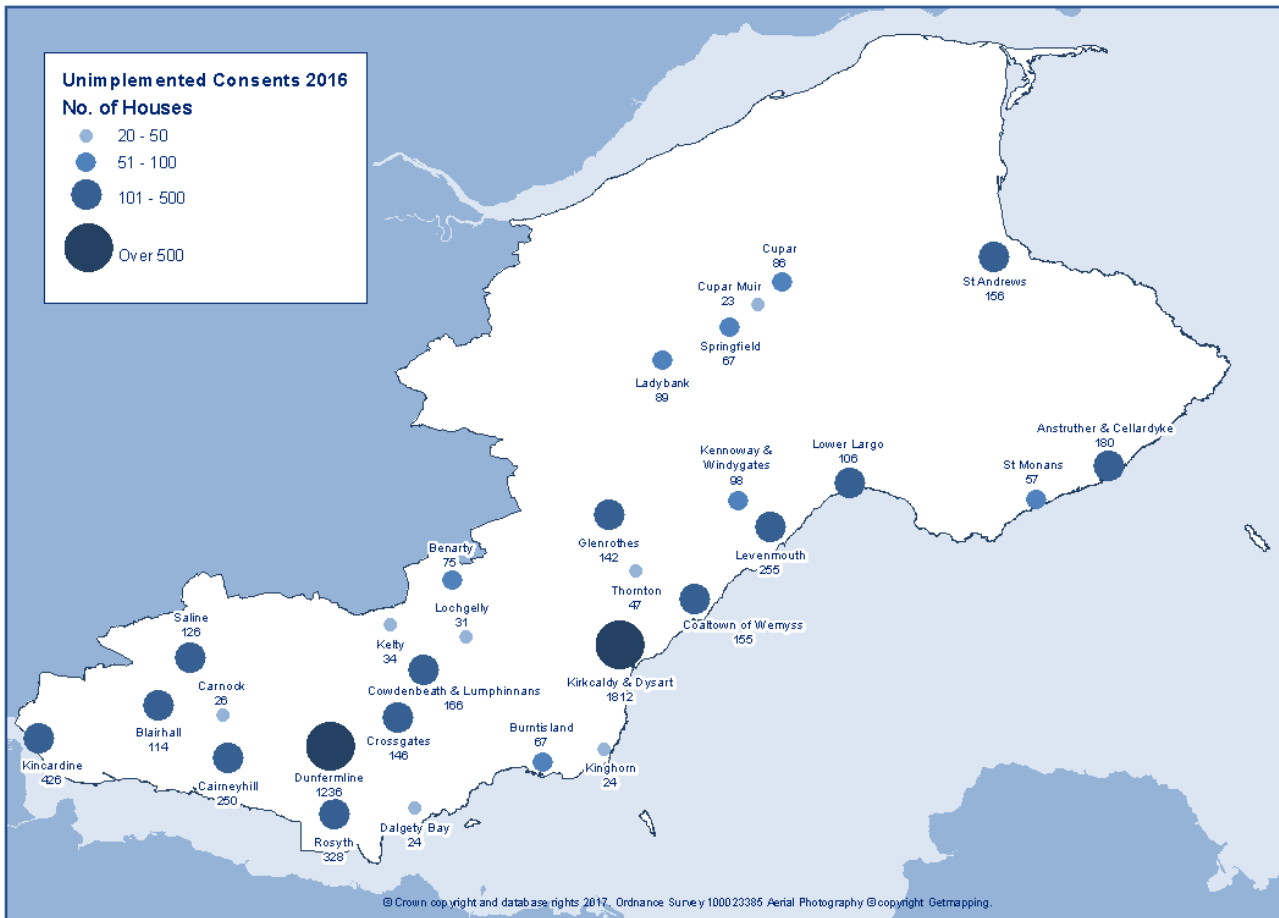 Unimplemented Consents 2016
No. of Houses
20 - 50
51 - 100
101 - 500
Over 500
Cupar
86
Cupar Muir
23
St Andrews
156
Springfield
67
Ladybank
89
Anstruther & Cellardyke
180
Lower Largo
106
Kennoway &
Windygates
98
St Monans
57
Glenrothes
142
Levenmouth
255
Benarty
75
Thornton
47
Lochgelly
31
Saline
126
Coaltown of Wemyss
155
Kelty
34
Kirkcaldy & Dysart
1812
Carnock
26
Cowdenbeath & Lumphinnans
166
Blairhall
114
Burntisland
67
Crossgates
146
Kincardine
426
Kinghorn
24
Dunfermline
1236
Cairneyhill
250
Dalgety Bay
24
Rosyth
328
© Crown copyright and database rights 2017. Ordnance Survey 100023385 Aerial Photography © copyright Getmapping.